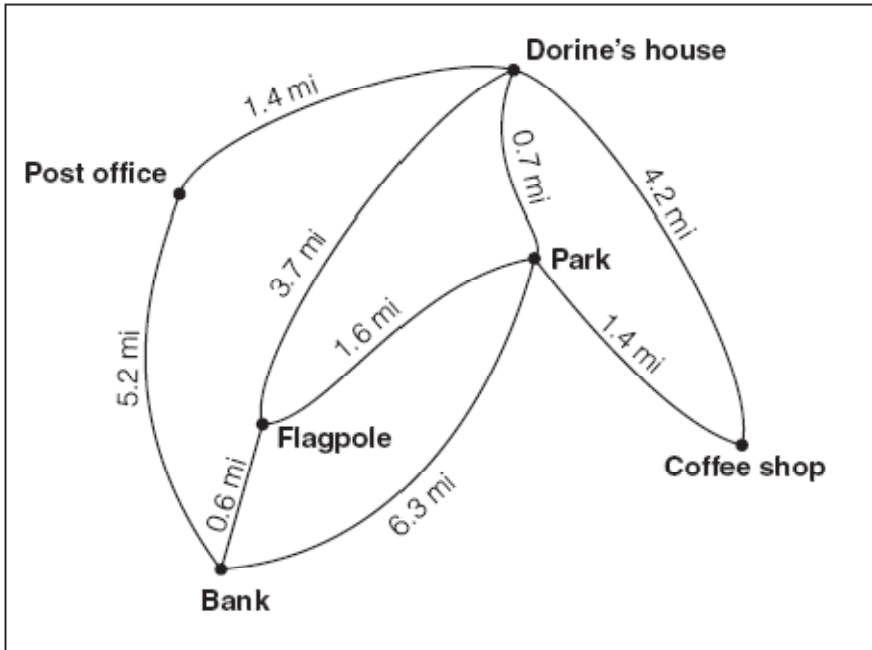 Dorine's house
1.4 mi
Post office
0.7 mi
4.2 mi
3.7 mi
Park
1.6 mi
1.4 mi
5.2 mi
Flagpole
Coffee shop
0.6 mi
6.3 mi
Bank